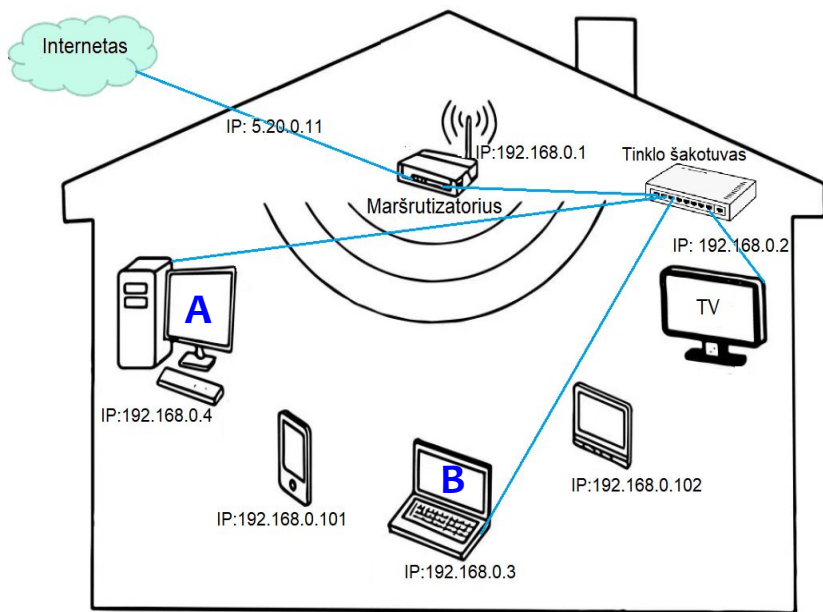 Internetas
IP: 5.20.0.11
IP:192.168.0.1
Tinklo šakotuvas
Maršrutizatorius
IP: 192.168.0.2
A
TV
IP:192.168.0.4
B
IP:192.168.0.102
IP:192.168.0.101
IP:192.168.0.3